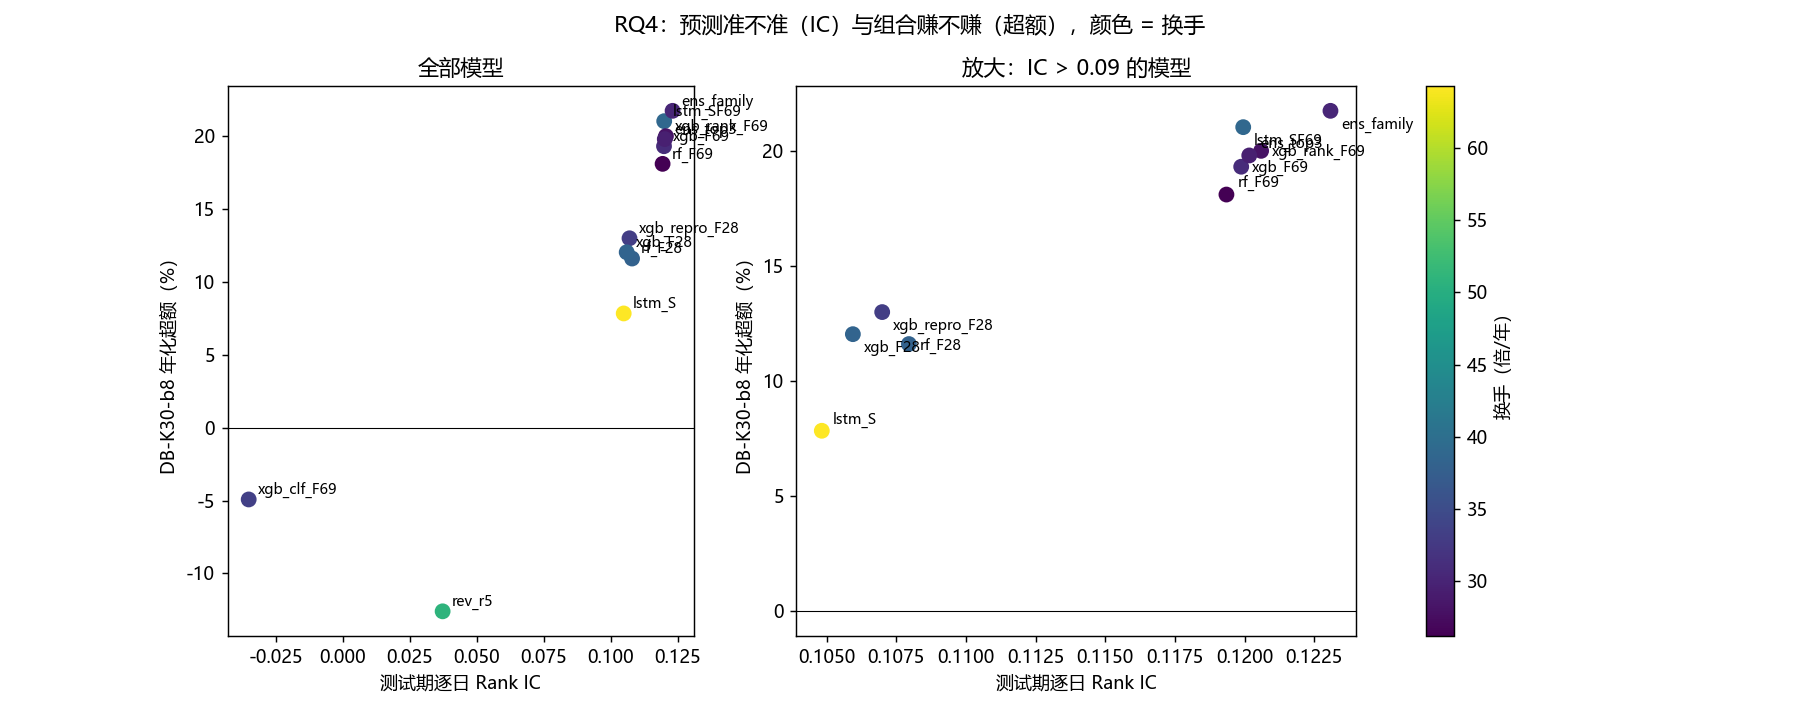 RQ4：预测准不准（IC）与组合赚不赚（超额），颜色 = 换手
全部模型
DB-K30-b8 年化超额（%）
20
15
10
5
0
-5
-10
ens_family
lstm_SF69
xgb_rank_F69
ens_top3
xgb_F69
rf_F69
xgb_repro_F28
xgb_F28
rf_F28
lstm_S
xgb_clf_F69
rev_r5
-0.025 0.000 0.025 0.050 0.075 0.100 0.125
测试期逐日 Rank IC
放大：IC > 0.09 的模型
DB-K30-b8 年化超额（%）
20
15
10
5
0
ens_family
lstm_SF69
ens_top3
xgb_rank_F69
xgb_F69
rf_F69
xgb_repro_F28
xgb_F28
rf_F28
lstm_S
0.1050 0.1075 0.1100 0.1125 0.1150 0.1175 0.1200 0.1225
测试期逐日 Rank IC
60
55
50
45
40
35
30
换手（倍/年）